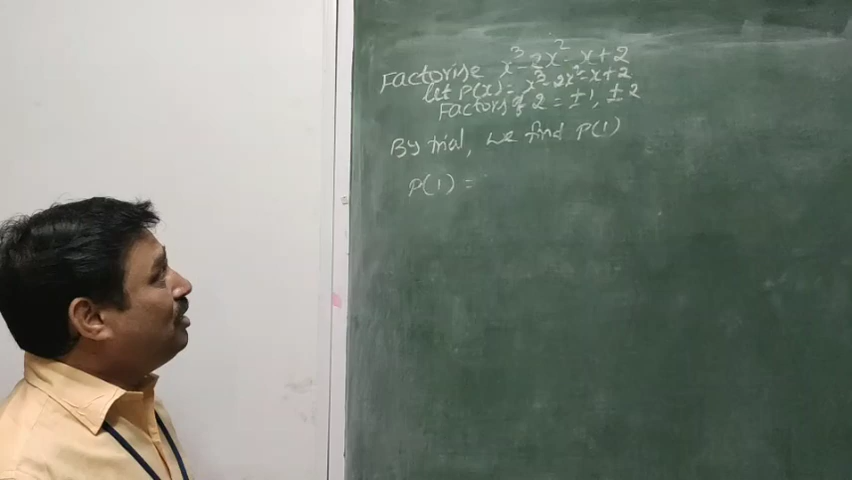 Factorise x³-2x²-x+2
let P(x) = x³-2x²-x+2
Factors of 2 = ±1, ±2
By trial, we find P(1)
P(1) =